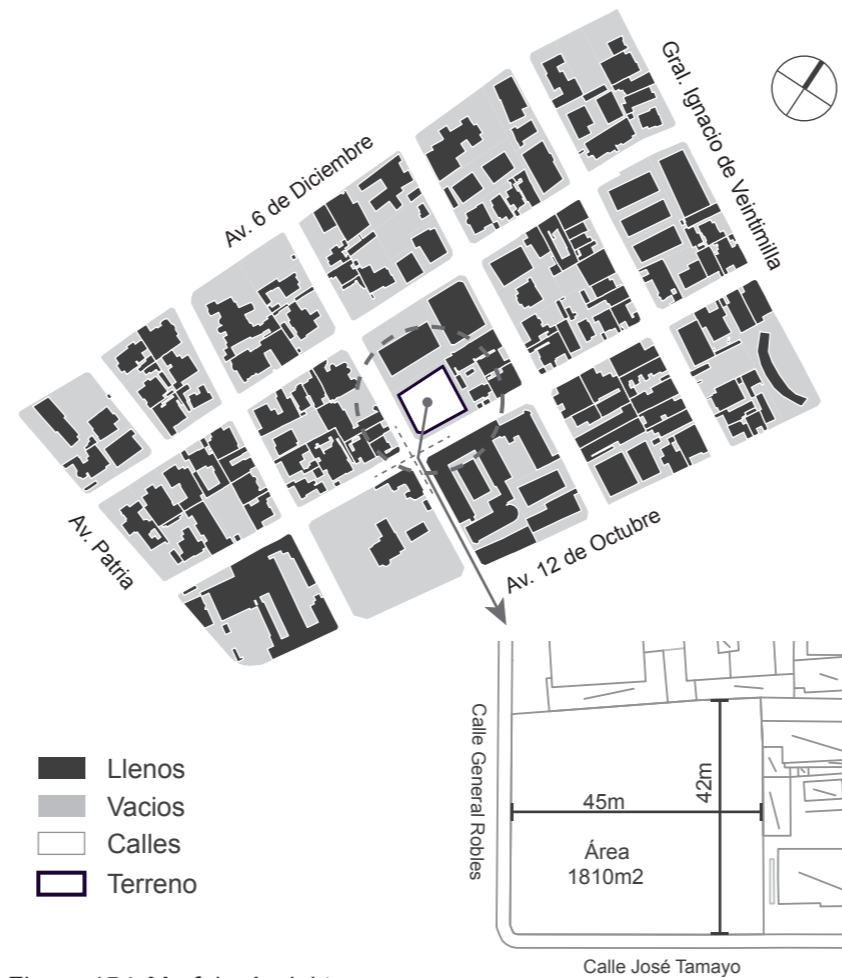 Gral. Ignacio de Veintimilla
Av. 6 de Diciembre
Av. Patria
Av. 12 de Octubre
Llenos
Vacios
Calles
Terreno
Calle General Robles
42m
45m
Área
1810m2
Calle José Tamayo